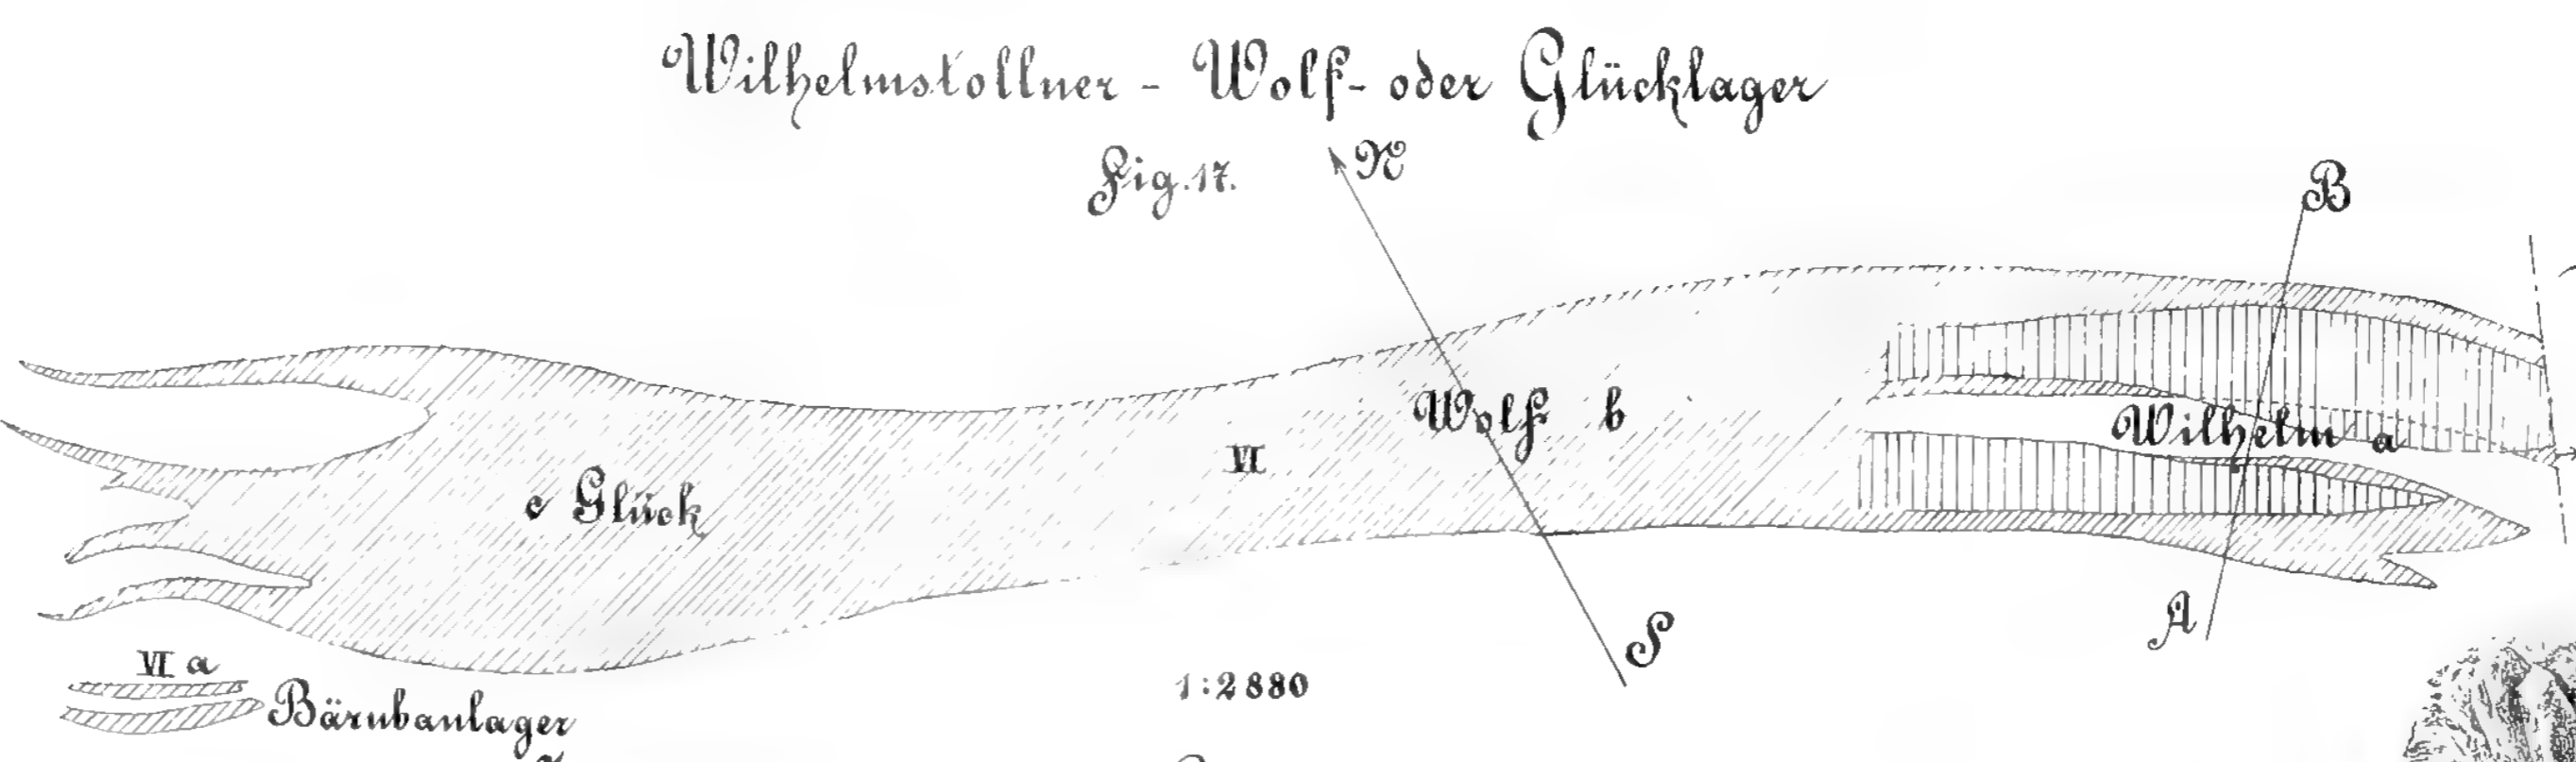 Wilhelmstollner - Wolf- oder Glücklager
Fig. 17.
N
B
Wolf b
Wilhelm a
VI
c Glück
A
S
VI a
1:2880
Bärnbaulager